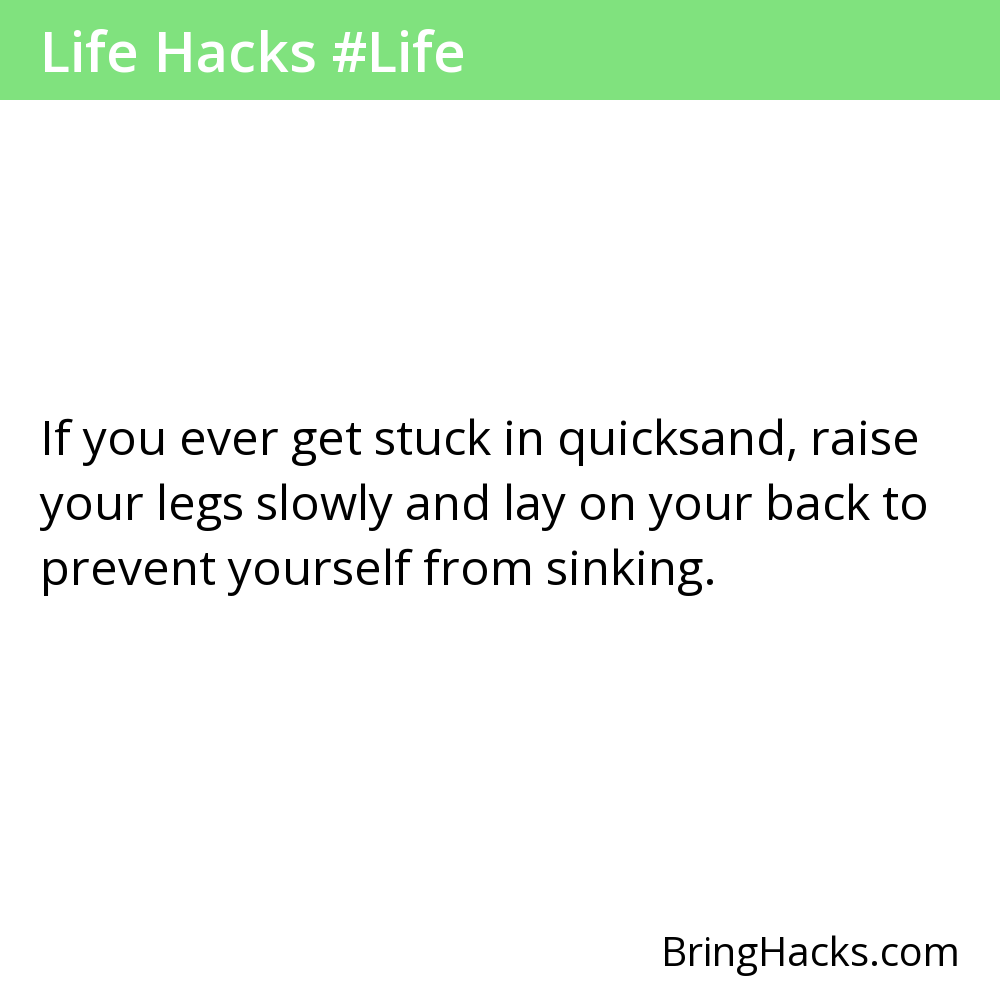 Life Hacks #Life
If you ever get stuck in quicksand, raise
your legs slowly and lay on your back to
prevent yourself from sinking.
BringHacks.com